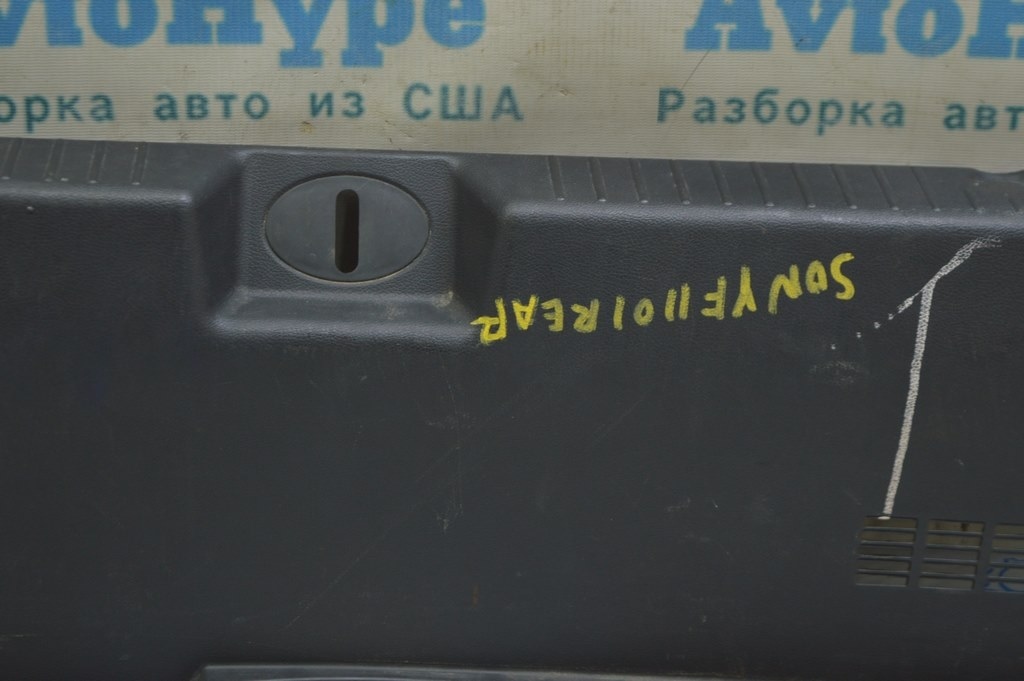 AvtoHype AvtoH
орка авто из США Разборка авт
SONYF1101REAR